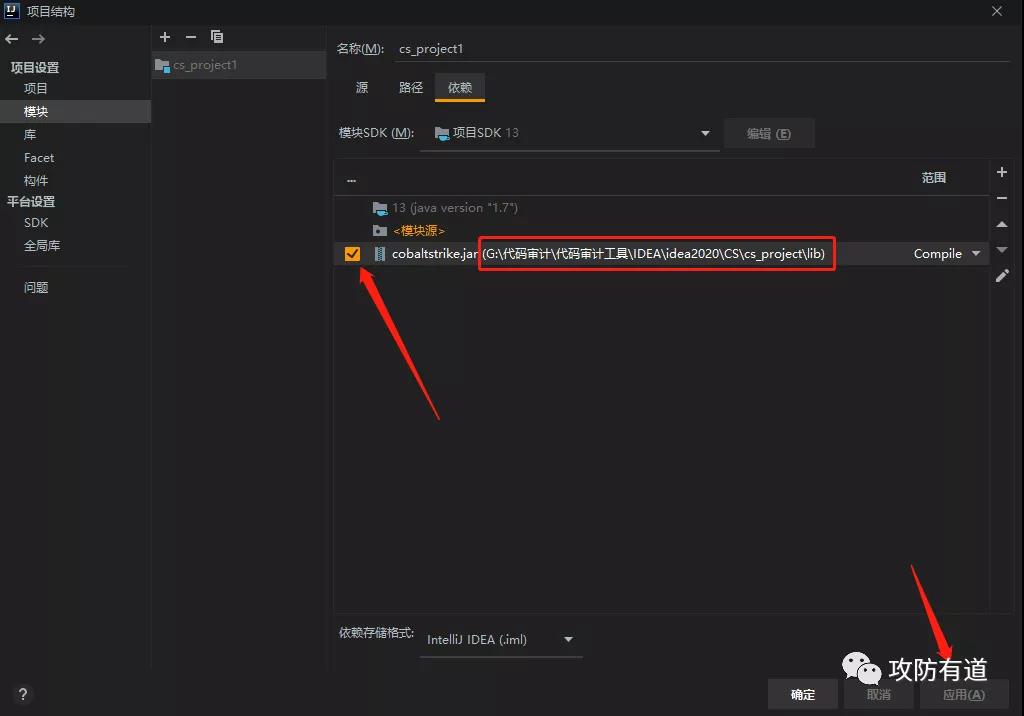 项目结构
项目设置
项目
模块
库
Facet
构件
平台设置
SDK
全局库
问题
cs_project1
名称(M): cs_project1
源 路径 依赖
模块SDK (M): 项目SDK 13 编辑 (E)
... 范围
13 (java version "1.7")
<模块源>
cobaltstrike.jar (G:\代码审计\代码审计工具\IDEA\idea2020\CS\cs_project\lib) Compile
依赖存储格式: IntelliJ IDEA (.iml)
攻防有道
? 确定 取消 应用(A)